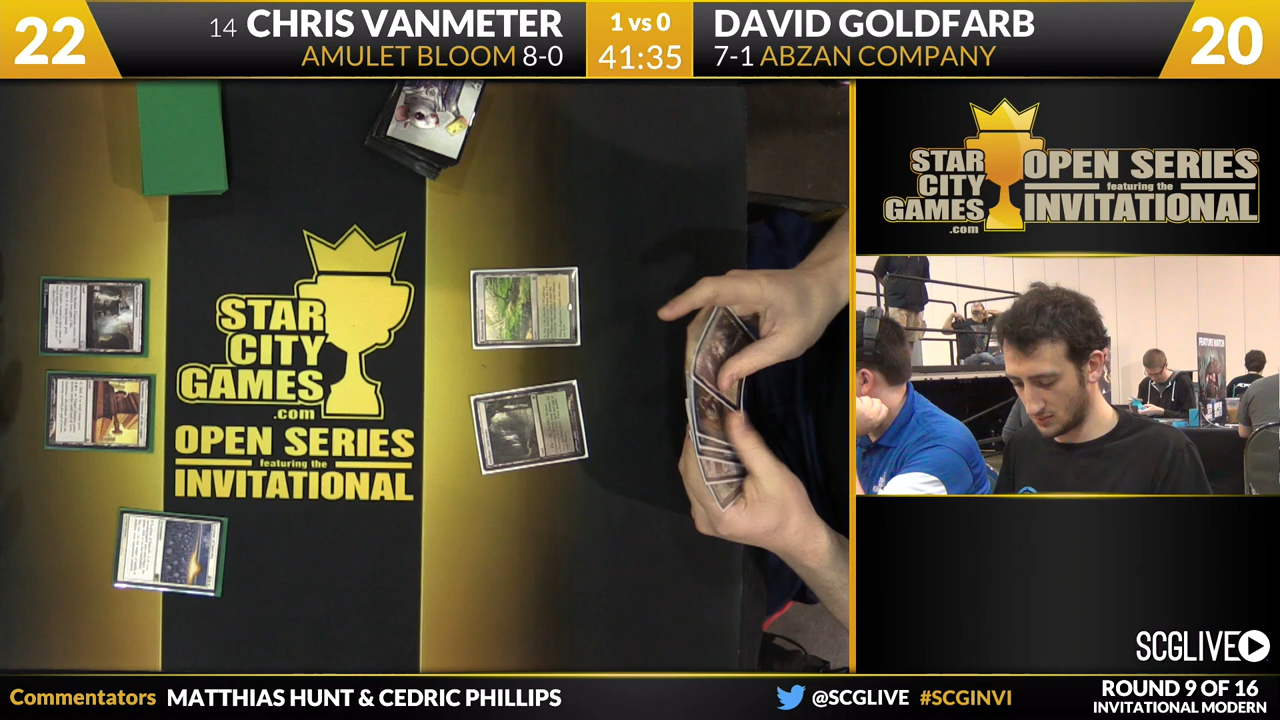 22
14 CHRIS VANMETER
AMULET BLOOM 8-0
1 vs 0
41:35
DAVID GOLDFARB
7-1 ABZAN COMPANY
20
STAR
CITY
GAMES
.com
OPEN SERIES
featuring the
INVITATIONAL
STAR
CITY
GAMES
.com
OPEN SERIES
featuring the
INVITATIONAL
FEATURE MATCH
SCGLIVE
Commentators MATTHIAS HUNT & CEDRIC PHILLIPS
@SCGLIVE #SCGINVI
ROUND 9 OF 16
INVITATIONAL MODERN